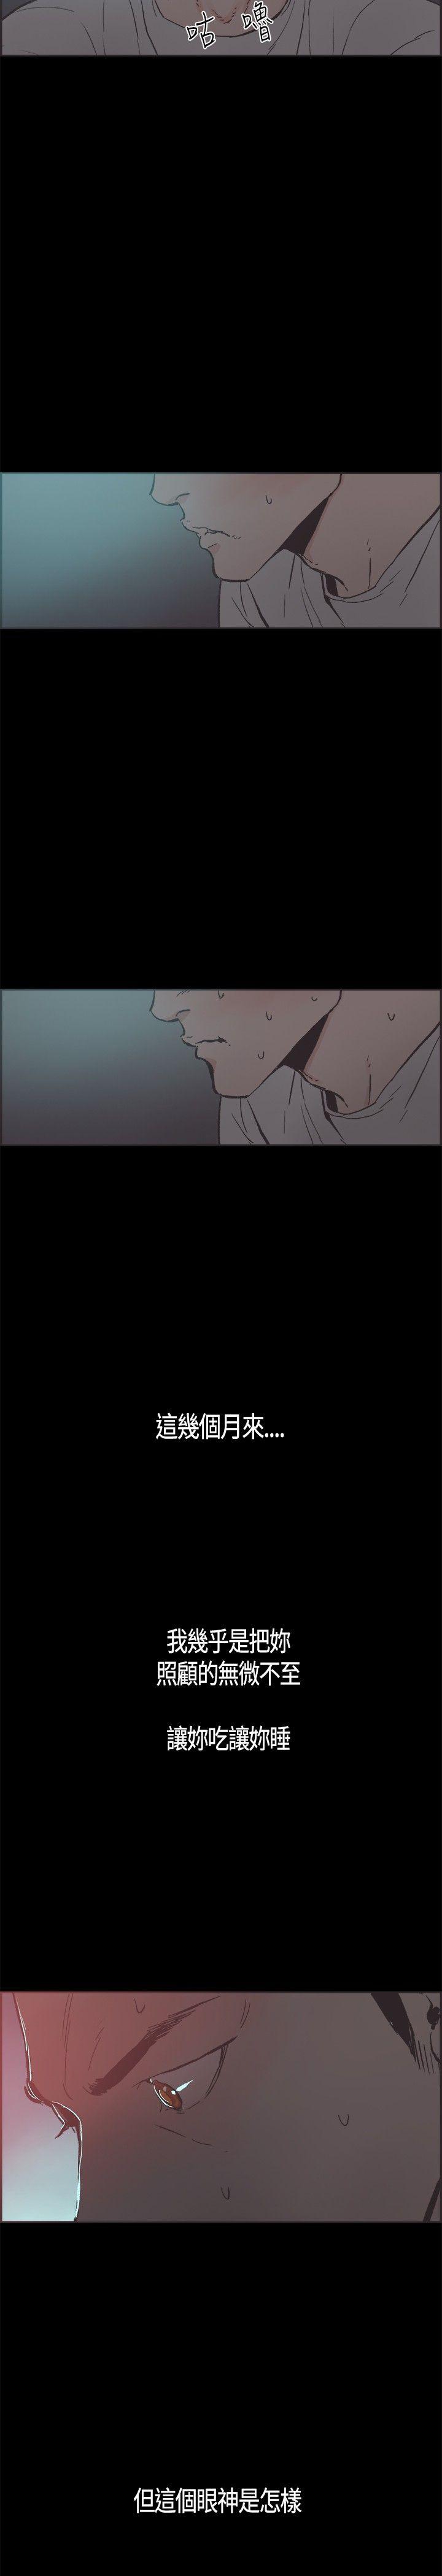 咕嚕
這幾個月來....
我幾乎是把妳
照顧的無微不至
讓妳吃讓妳睡
但這個眼神是怎樣